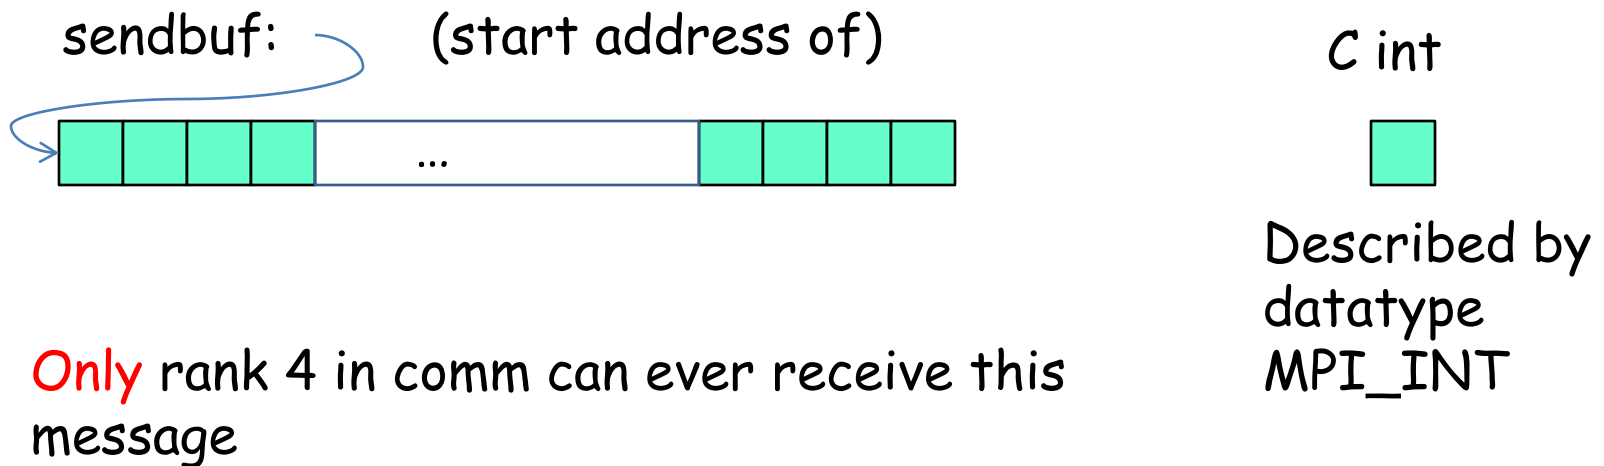 sendbuf: (start address of)
C int
...
Described by
datatype
MPI_INT
Only rank 4 in comm can ever receive this
message